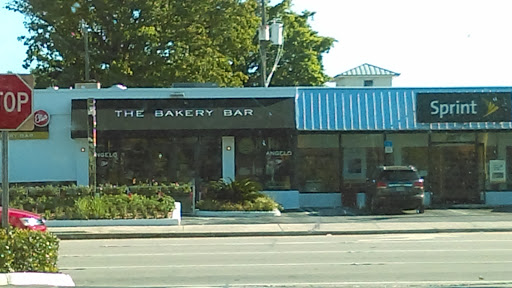 STOP
THE BAKERY BAR
Sprint
ANGELO
ANGELO